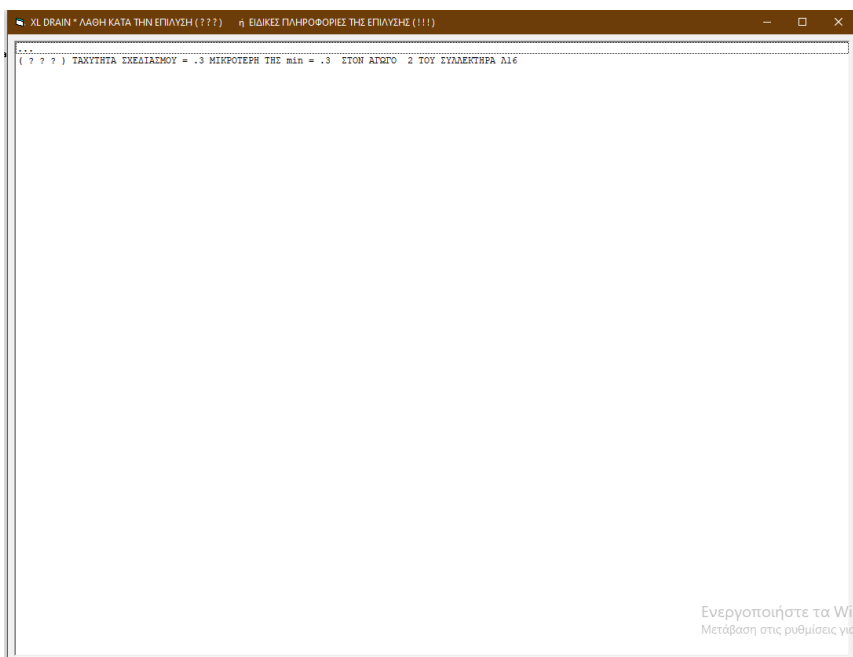 XL DRAIN * ΛΑΘΗ ΚΑΤΑ ΤΗΝ ΕΠΙΛΥΣΗ ( ? ? ? )      ή  ΕΙΔΙΚΕΣ ΠΛΗΡΟΦΟΡΙΕΣ ΤΗΣ ΕΠΙΛΥΣΗΣ ( ! ! ! )
...
( ? ? ? ) ΤΑΧΥΤΗΤΑ ΣΧΕΔΙΑΣΜΟΥ = .3 ΜΙΚΡΟΤΕΡΗ ΤΗΣ min = .3  ΣΤΟΝ ΑΓΩΓΟ  2 ΤΟΥ ΣΥΛΛΕΚΤΗΡΑ Λ16
Ενεργοποιήστε τα Wi
Μετάβαση στις ρυθμίσεις για